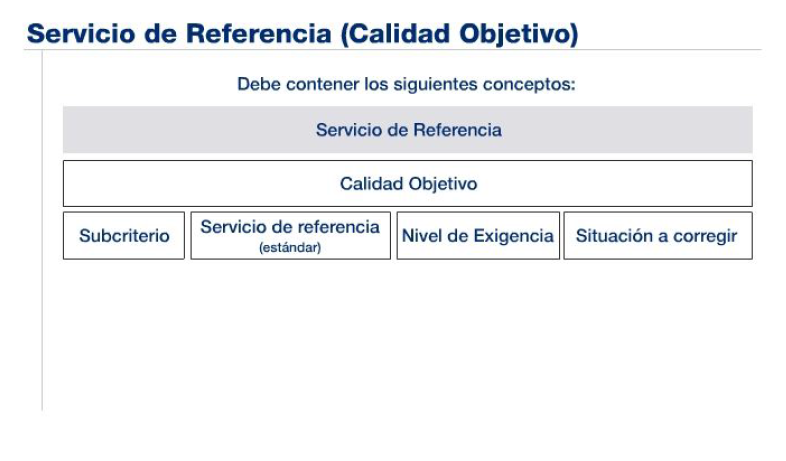 Servicio de Referencia (Calidad Objetivo)
Debe contener los siguientes conceptos:
Servicio de Referencia
Calidad Objetivo
Subcriterio
Servicio de referencia
(estándar)
Nivel de Exigencia
Situación a corregir